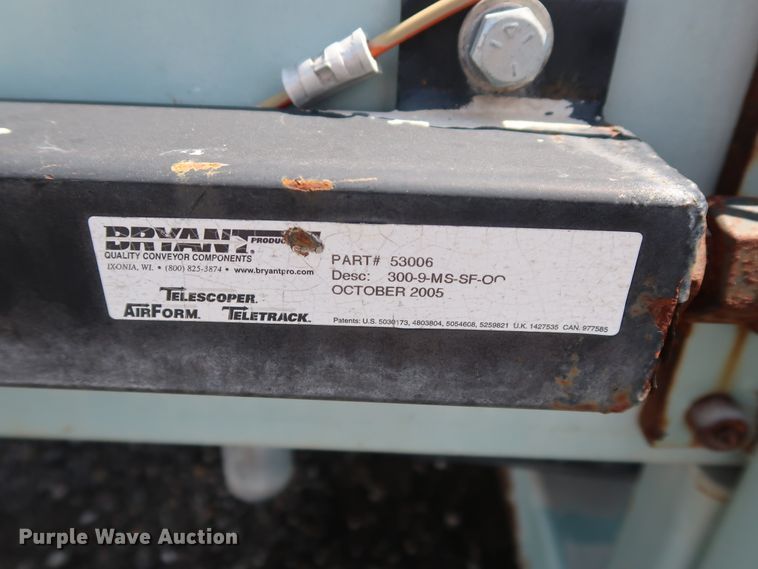 BRYANT
QUALITY CONVEYOR COMPONENTS
IXONIA, WI. • (800) 825-3874 • www.bryantpro.com
TELESCOPER.
AIRFORM. TELETRACK.
PART# 53006
Desc: 300-9-MS-SF-OC
OCTOBER 2005
Patents: U.S. 5030173, 4803804, 5054608, 5259821 U.K. 1427535 CAN. 977585
Purple Wave Auction